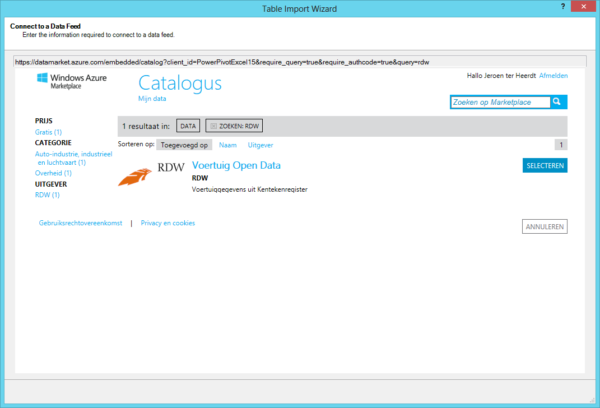 Table Import Wizard
?
Connect to a Data Feed
Enter the information required to connect to a data feed.
https://datamarket.azure.com/embedded/catalog?client_id=PowerPivotExcel15&require_query=true&require_authcode=true&query=rdw
Windows Azure
Marketplace
Catalogus
Mijn data
Hallo Jeroen ter Heerdt Afmelden
Zoeken op Marketplace
PRIJS
Gratis (1)
CATEGORIE
Auto-industrie, industrieel
en luchtvaart (1)
Overheid (1)
UITGEVER
RDW (1)
1 resultaat in: DATA ZOEKEN: RDW
Sorteren op: Toegevoegd op Naam Uitgever 1
RDW
Voertuig Open Data
RDW
Voertuiggegevens uit Kentekenregister
SELECTEREN
Gebruiksrechtovereenkomst | Privacy en cookies
ANNULEREN